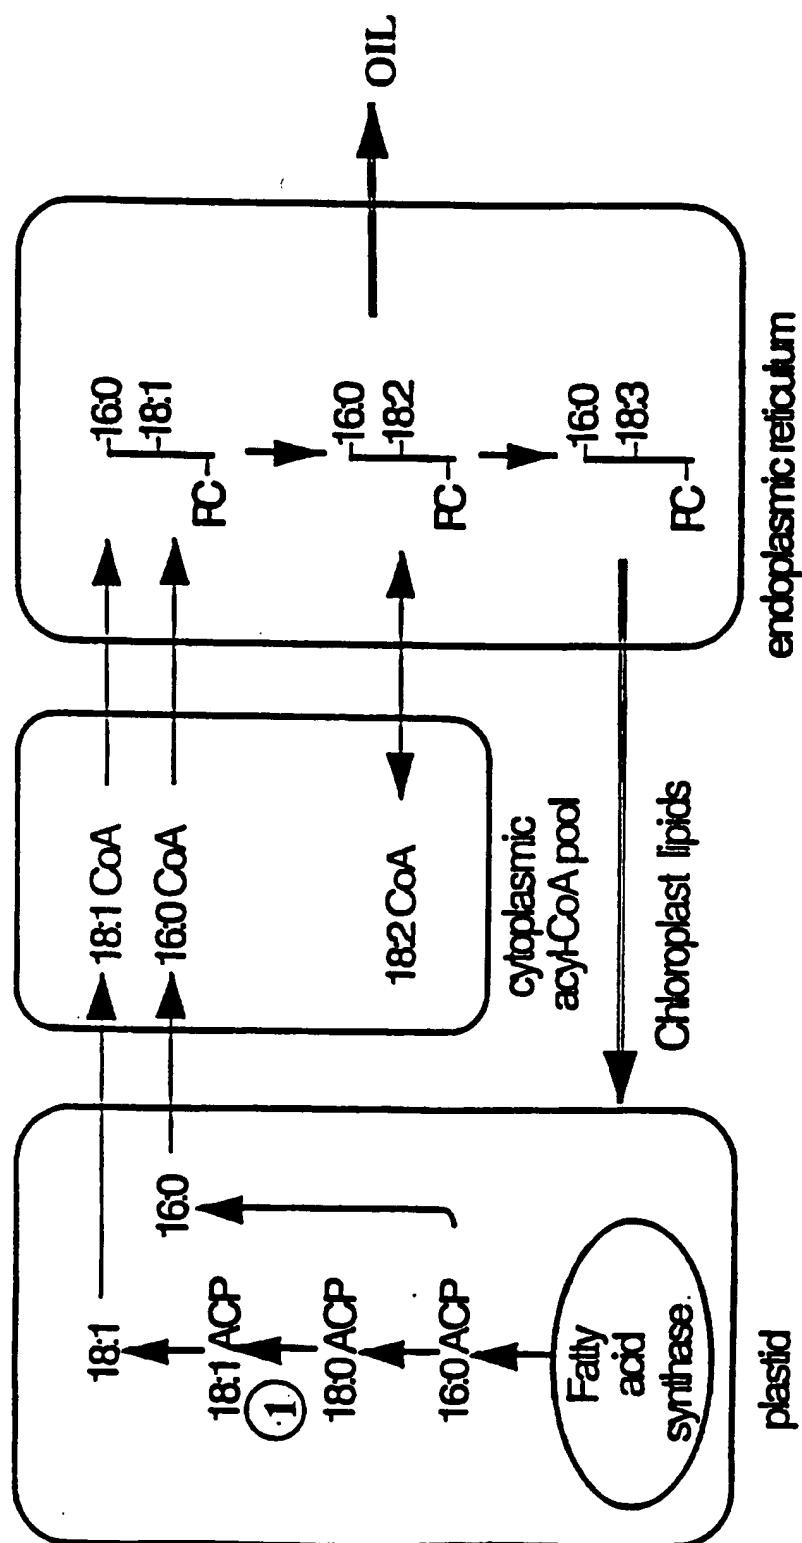 18:1
18:1 ACP
1
18:0 ACP
16:0 ACP
Fatty
acid
synthase
16:0
plastid
18:1 CoA
16:0 CoA
18:2 CoA
cytoplasmic
acyl-CoA pool
Chloroplast lipids
16:0
18:1
PC
16:0
18:2
PC
16:0
18:3
PC
endoplasmic reticulum
OIL